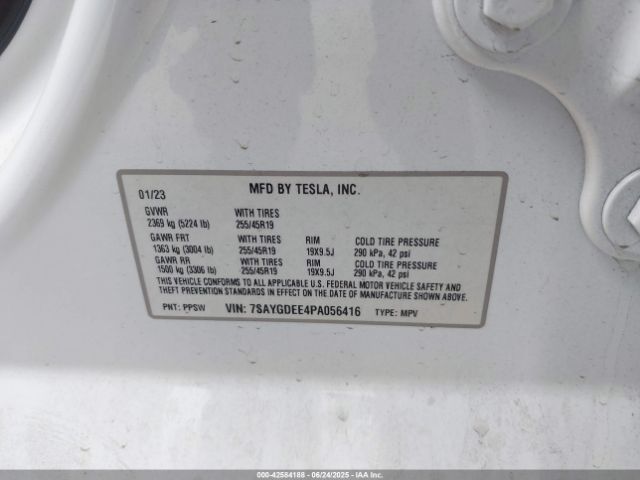 01/23 MFD BY TESLA, INC.
GVWR WITH TIRES
2369 kg (5224 lb) 255/45R19
GAWR FRT WITH TIRES RIM COLD TIRE PRESSURE
1363 kg (3004 lb) 255/45R19 19X9.5J 290 kPa, 42 psi
GAWR RR WITH TIRES RIM COLD TIRE PRESSURE
1500 kg (3306 lb) 255/45R19 19X9.5J 290 kPa, 42 psi
THIS VEHICLE CONFORMS TO ALL APPLICABLE U.S. FEDERAL MOTOR VEHICLE SAFETY AND
THEFT PREVENTION STANDARDS IN EFFECT ON THE DATE OF MANUFACTURE SHOWN ABOVE.
PNT: PPSW VIN: 7SAYGDEE4PA056416 TYPE: MPV
000-42584188 - 06/24/2025 - IAA Inc.